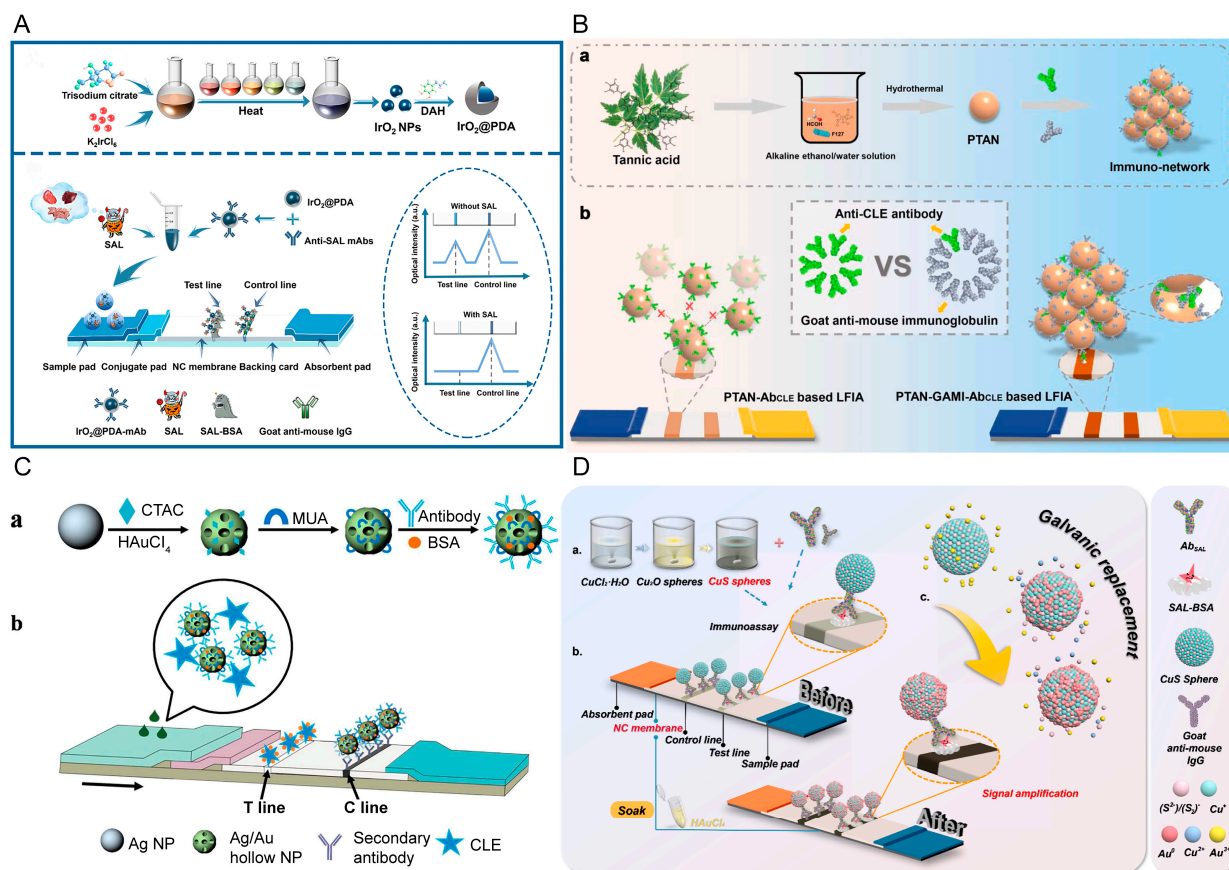 A
Trisodium citrate
K₂IrCl₆
Heat
IrO₂ NPs
DAH
IrO₂@PDA
SAL
IrO₂@PDA
Anti-SAL mAbs
Test line
Control line
Sample pad
Conjugate pad
NC membrane
Backing card
Absorbent pad
IrO₂@PDA-mAb
SAL
SAL-BSA
Goat anti-mouse IgG
Optical intensity (a.u.)
Without SAL
Test line
Control line
Optical intensity (a.u.)
With SAL
Test line
Control line
B
a
Tannic acid
HCOH
F127
Alkaline ethanol/water solution
Hydrothermal
PTAN
Immuno-network
b
Anti-CLE antibody
VS
Goat anti-mouse immunoglobulin
PTAN-AbCLE based LFIA
PTAN-GAMI-AbCLE based LFIA
C
a
CTAC
HAuCl₄
MUA
Antibody
BSA
b
T line
C line
Ag NP
Ag/Au
hollow NP
Secondary
antibody
CLE
D
a.
CuCl₂·H₂O
Cu₂O spheres
CuS spheres
Immunoassay
b.
Before
Absorbent pad
NC membrane
Control line
Test line
Sample pad
c.
Galvanic replacement
Signal amplification
Soak
HAuCl₄
After
AbSAL
SAL-BSA
CuS Sphere
Goat
anti-mouse
IgG
(S²⁻)/(S₂)⁻
Cu⁺
Au⁰
Cu²⁺
Au³⁺